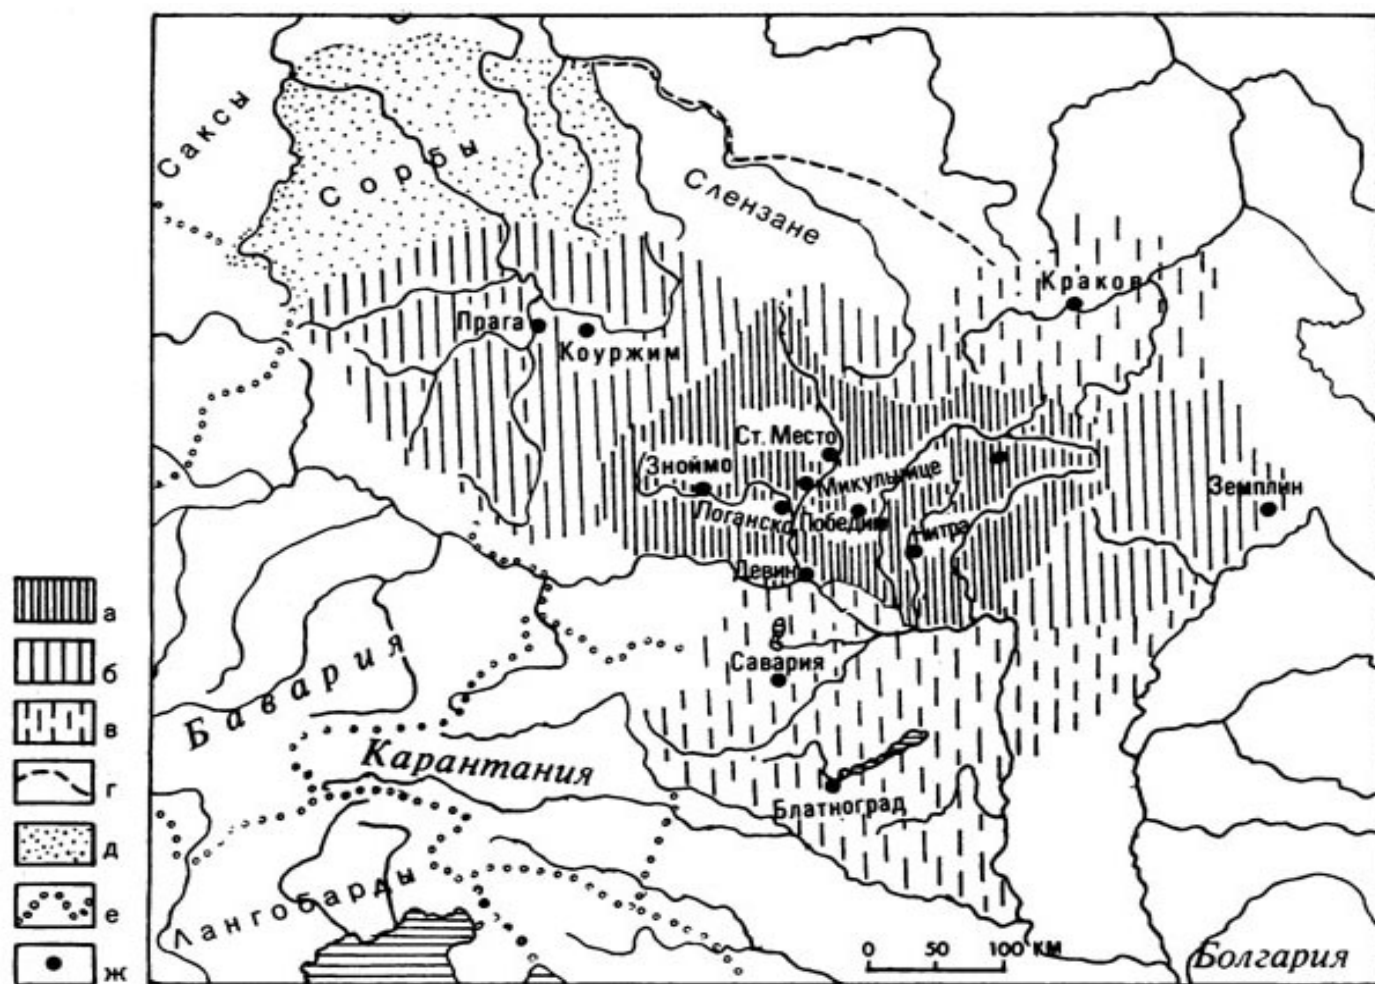 Саксы
Сорбы
Слензане
Краков
Прага
Коуржим
Ст. Место
Зноймо
Микульчице
Земплин
Поганско
Победим
Нитра
Девин
а
б
Савария
Бавария
в
Карантания
г
Блатноград
д
Лангобарды
е
0 50 100 КМ
Болгария
ж